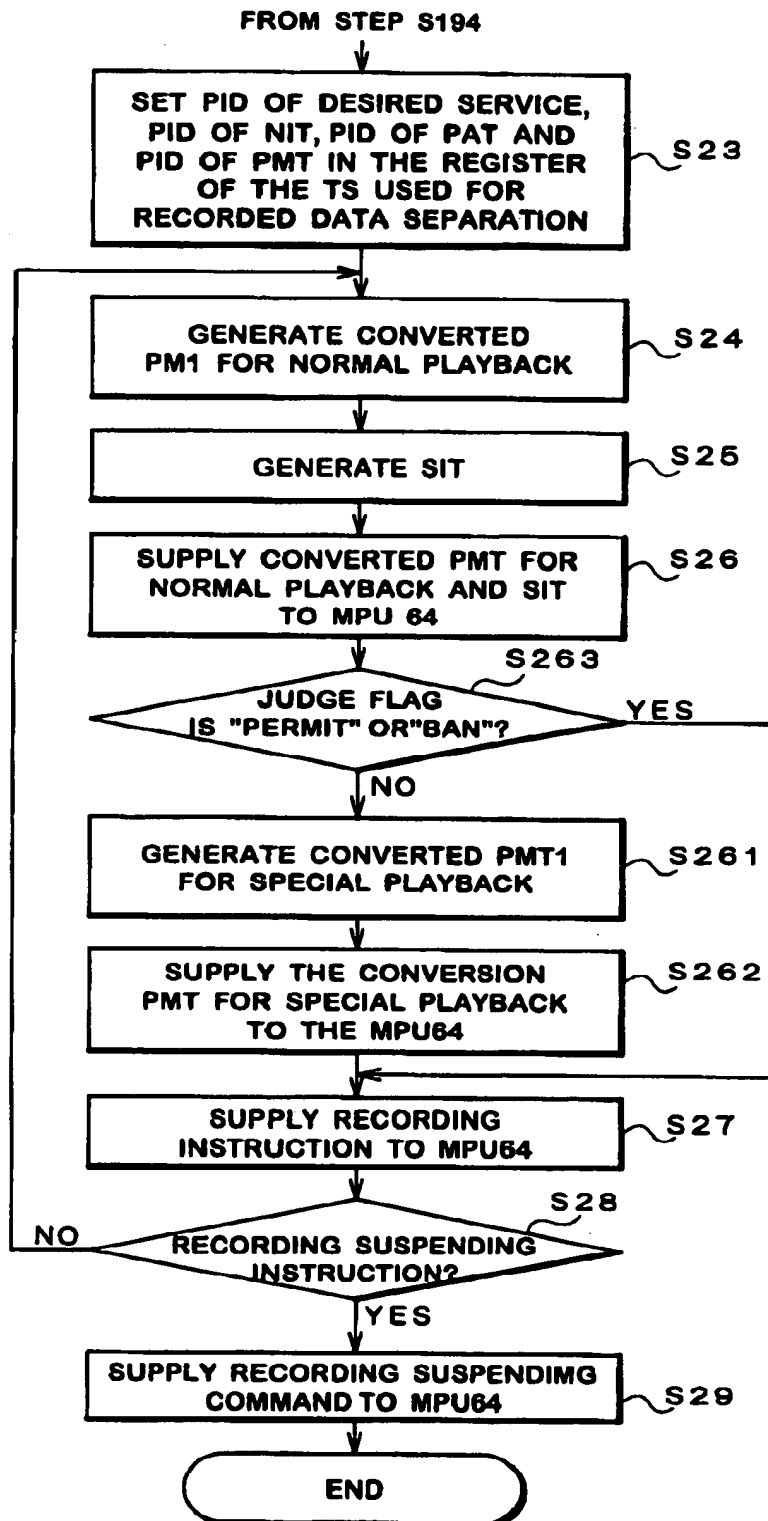 FROM STEP S194
SET PID OF DESIRED SERVICE,
PID OF NIT, PID OF PAT AND
PID OF PMT IN THE REGISTER
OF THE TS USED FOR
RECORDED DATA SEPARATION
S23
GENERATE CONVERTED
PM1 FOR NORMAL PLAYBACK
S24
GENERATE SIT
S25
SUPPLY CONVERTED PMT FOR
NORMAL PLAYBACK AND SIT
TO MPU 64
S26
S263
JUDGE FLAG
IS "PERMIT" OR"BAN"?
YES
NO
GENERATE CONVERTED PMT1
FOR SPECIAL PLAYBACK
S261
SUPPLY THE CONVERSION
PMT FOR SPECIAL PLAYBACK
TO THE MPU64
S262
SUPPLY RECORDING
INSTRUCTION TO MPU64
S27
S28
NO
RECORDING SUSPENDING
INSTRUCTION?
YES
SUPPLY RECORDING SUSPENDIMG
COMMAND TO MPU64
S29
END